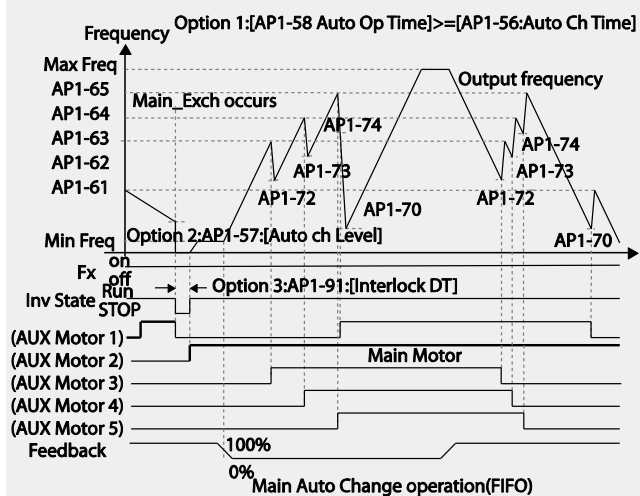 Option 1:[AP1-58 Auto Op Time]>=[AP1-56:Auto Ch Time]
Frequency
Max Freq
Output frequency
AP1-65
Main_Exch occurs
AP1-64
AP1-74
AP1-63
AP1-74
AP1-62
AP1-73
AP1-73
AP1-61
AP1-72
AP1-72
AP1-70
Min Freq
Option 2:AP1-57:[Auto ch Level]
AP1-70
Fx
on
off
Inv State
Run
STOP
Option 3:AP1-91:[Interlock DT]
(AUX Motor 1)
(AUX Motor 2)
Main Motor
(AUX Motor 3)
(AUX Motor 4)
(AUX Motor 5)
Feedback
100%
0%
Main Auto Change operation(FIFO)